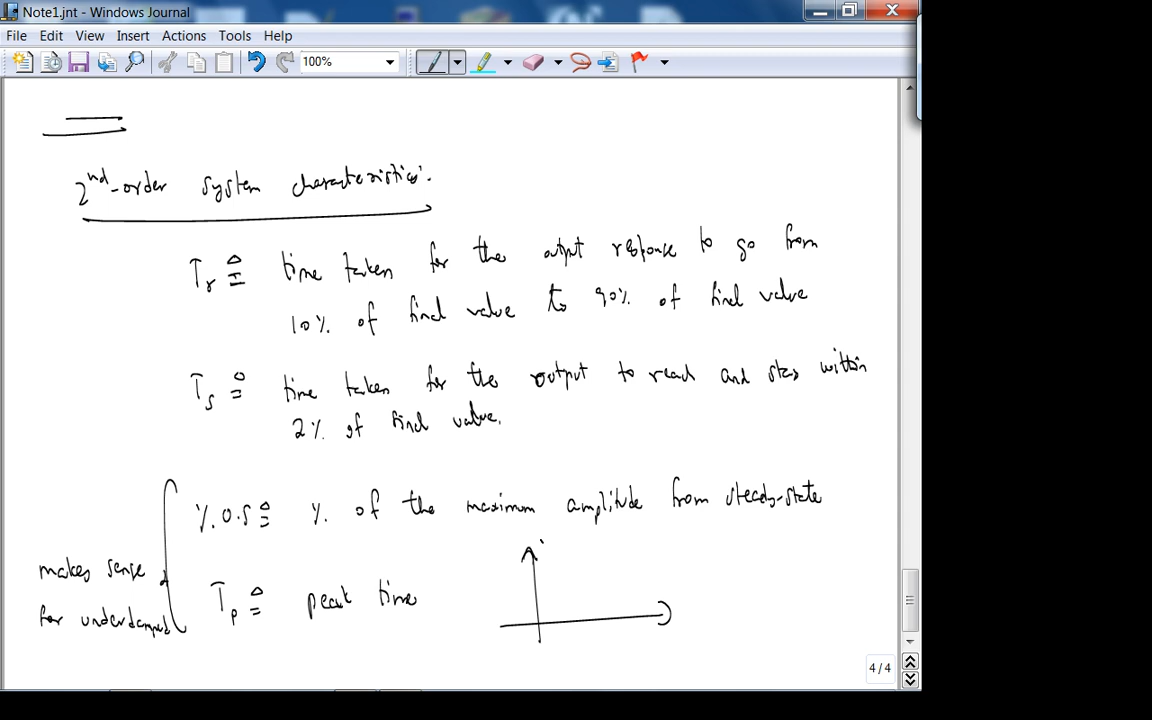 Note1.jnt - Windows Journal
File Edit View Insert Actions Tools Help
100%
2nd-order system characteristics:
Tr ≜ time taken for the output response to go from
10% of final value to 90% of final value
Ts ≜ time taken for the output to reach and stay within
2% of final value.
%.O.S ≜ % of the maximum amplitude from steady-state
makes sense
for underdamped
Tp ≜ peak time
4 / 4